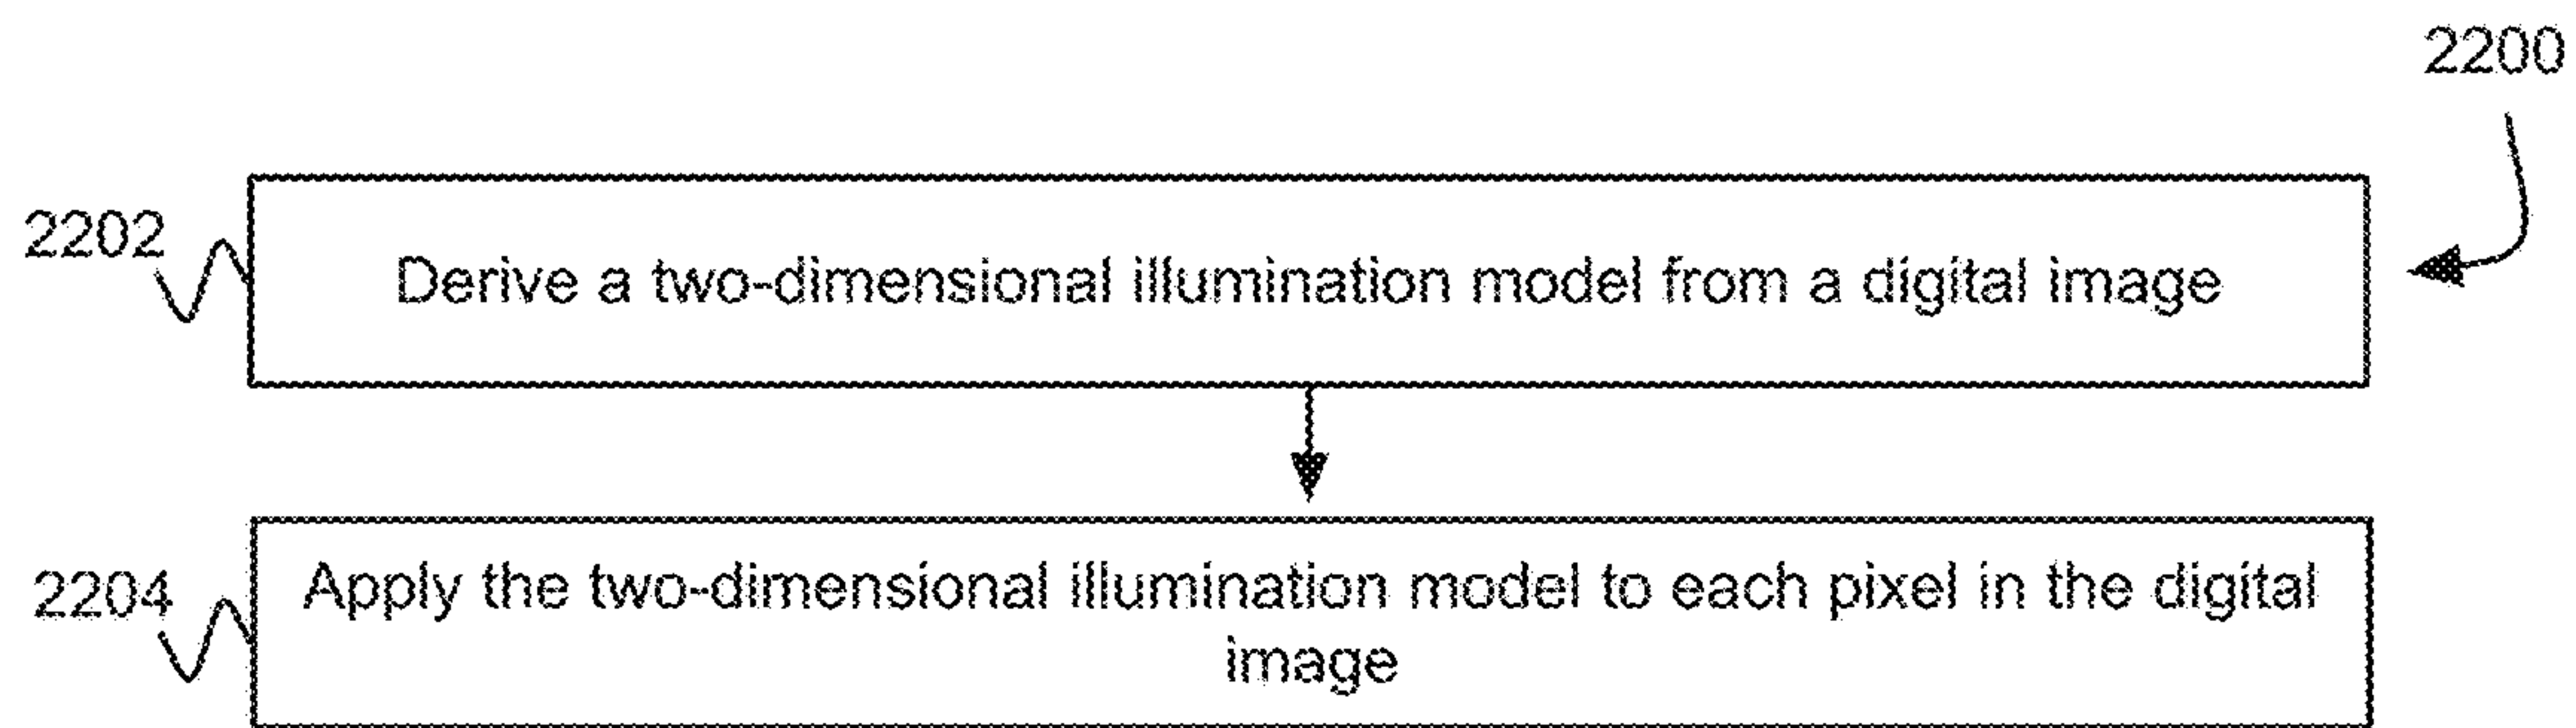 2200
2202
Derive a two-dimensional illumination model from a digital image
2204
Apply the two-dimensional illumination model to each pixel in the digital
image